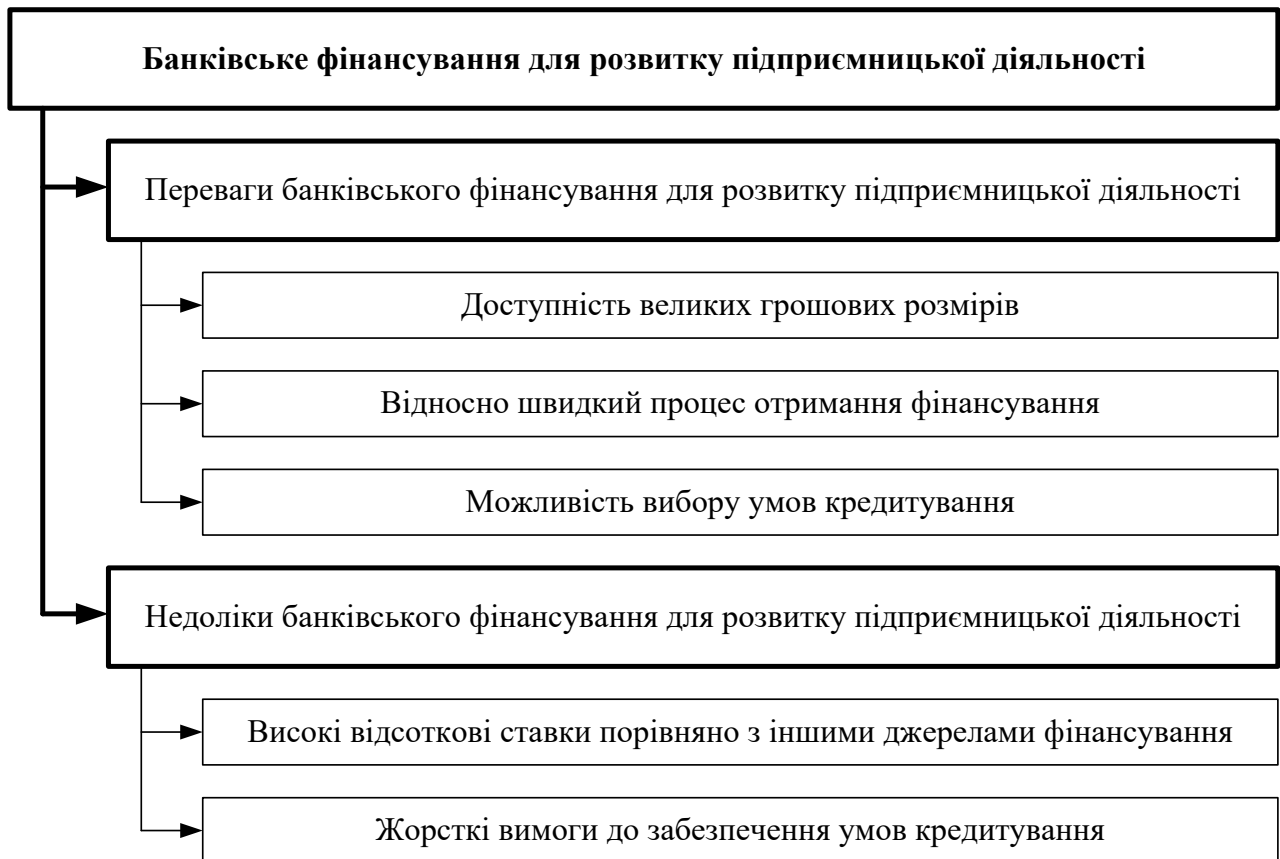 Банківське фінансування для розвитку підприємницької діяльності
Переваги банківського фінансування для розвитку підприємницької діяльності
Доступність великих грошових розмірів
Відносно швидкий процес отримання фінансування
Можливість вибору умов кредитування
Недоліки банківського фінансування для розвитку підприємницької діяльності
Високі відсоткові ставки порівняно з іншими джерелами фінансування
Жорсткі вимоги до забезпечення умов кредитування